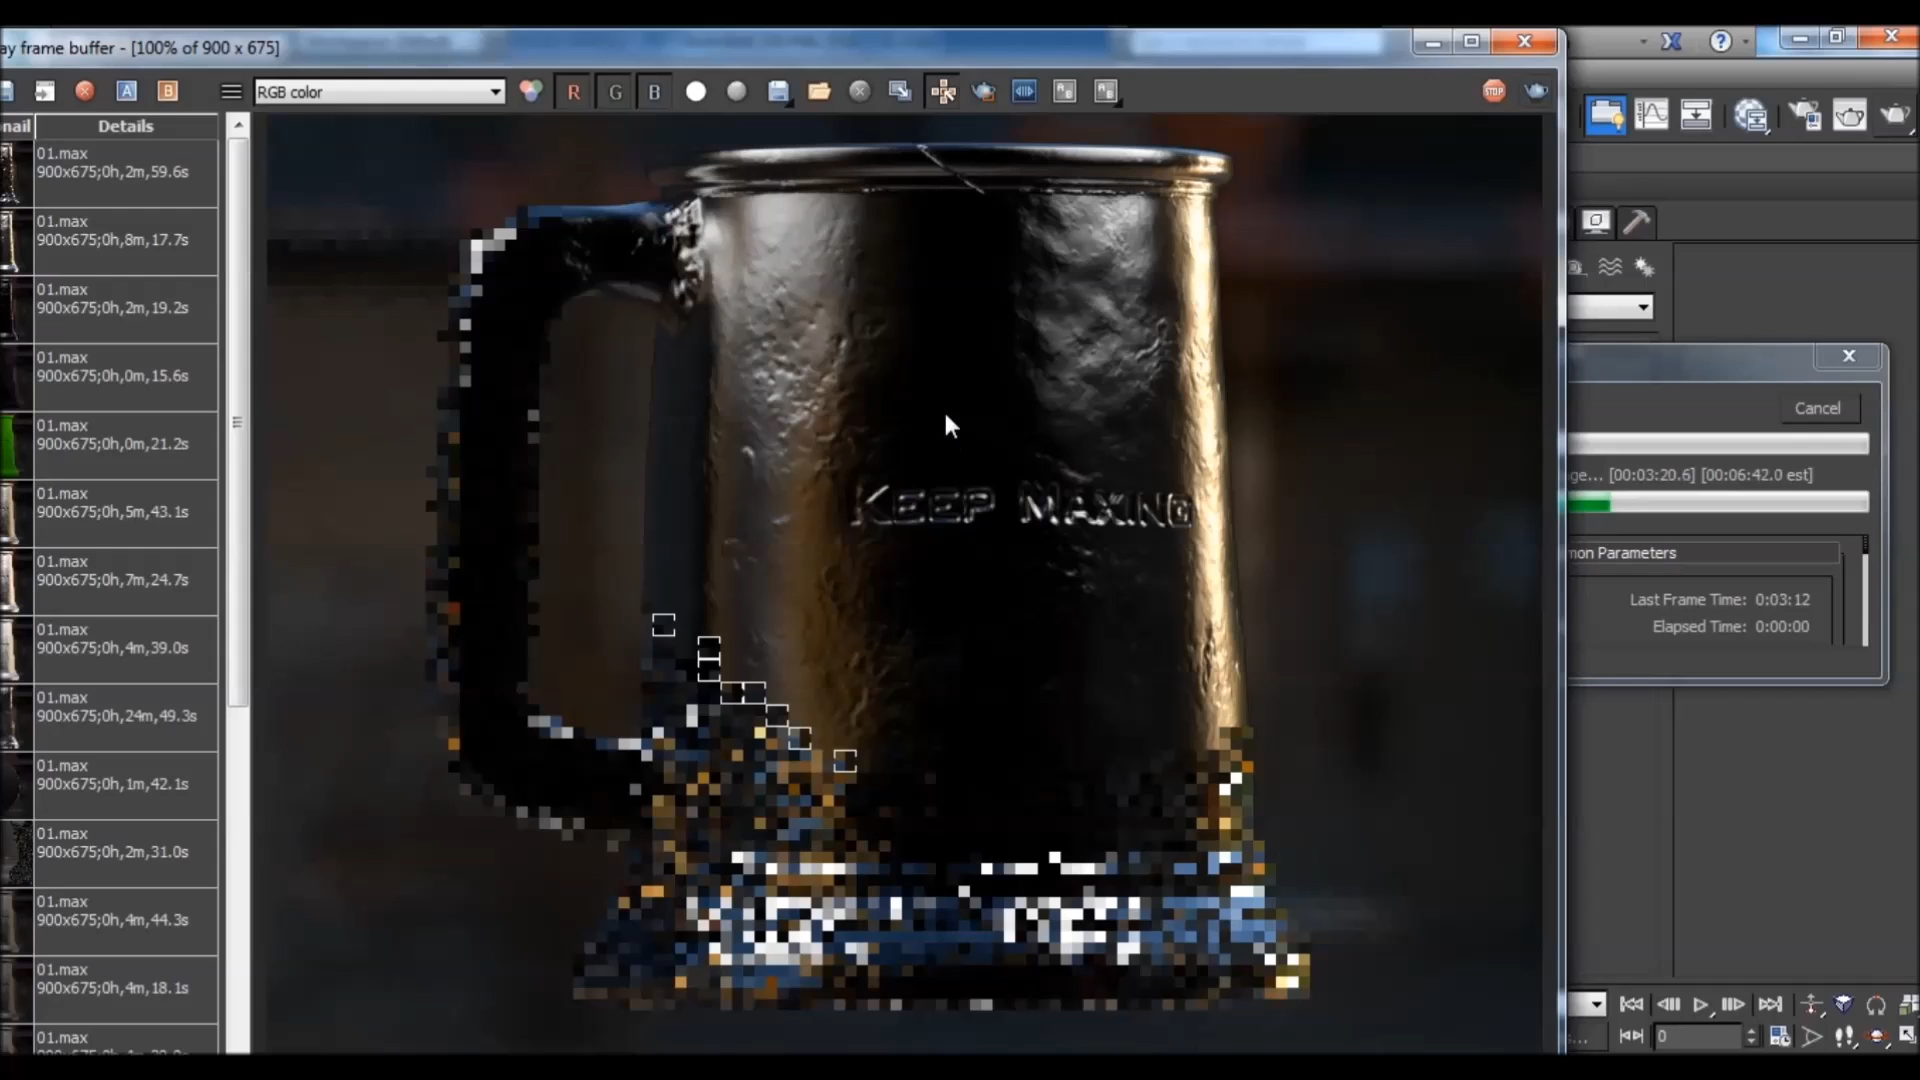 ay frame buffer - [100% of 900 x 675]
A
B
RGB color
R
G
B
STOP
nail
Details
01.max
900x675;0h,2m,59.6s
01.max
900x675;0h,8m,17.7s
01.max
900x675;0h,2m,19.2s
01.max
900x675;0h,0m,15.6s
01.max
900x675;0h,0m,21.2s
01.max
900x675;0h,5m,43.1s
01.max
900x675;0h,7m,24.7s
01.max
900x675;0h,4m,39.0s
01.max
900x675;0h,24m,49.3s
01.max
900x675;0h,1m,42.1s
01.max
900x675;0h,2m,31.0s
01.max
900x675;0h,4m,44.3s
01.max
900x675;0h,4m,18.1s
01.max
KEEP MAXING
Cancel
ge... [00:03:20.6] [00:06:42.0 est]
mon Parameters
Last Frame Time: 0:03:12
Elapsed Time: 0:00:00
0